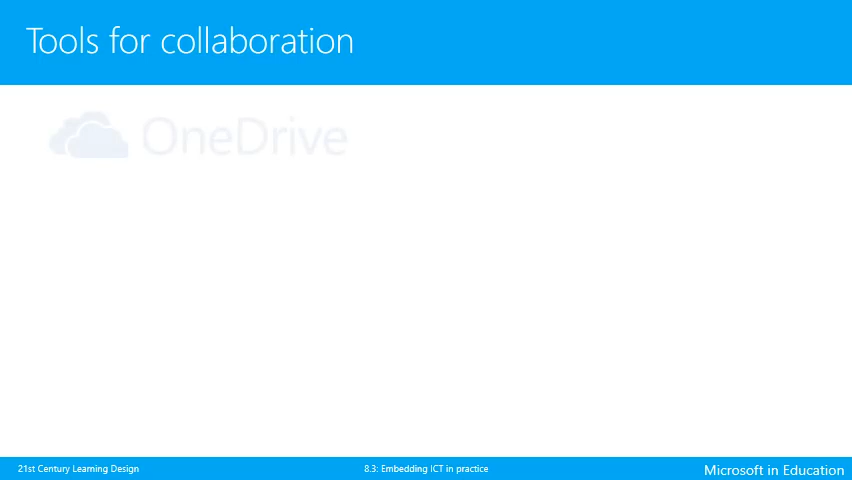 Tools for collaboration
OneDrive
21st Century Learning Design
8.3: Embedding ICT in practice
Microsoft in Education